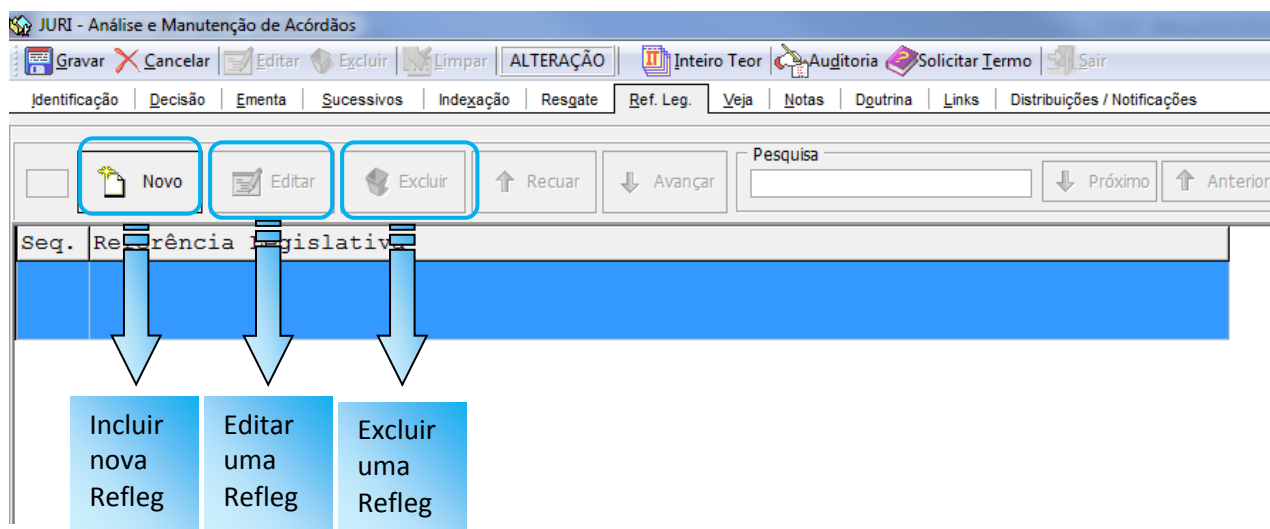 JURI - Análise e Manutenção de Acórdãos
Gravar Cancelar Editar Excluir Limpar ALTERAÇÃO Inteiro Teor Auditoria Solicitar Termo Sair
Identificação Decisão Ementa Sucessivos Indexação Resgate Ref. Leg. Veja Notas Doutrina Links Distribuições / Notificações
Pesquisa
Novo Editar Excluir Recuar Avançar Próximo Anterior
Seq. Referência Legislativa
Incluir
nova
Refleg
Editar
uma
Refleg
Excluir
uma
Refleg